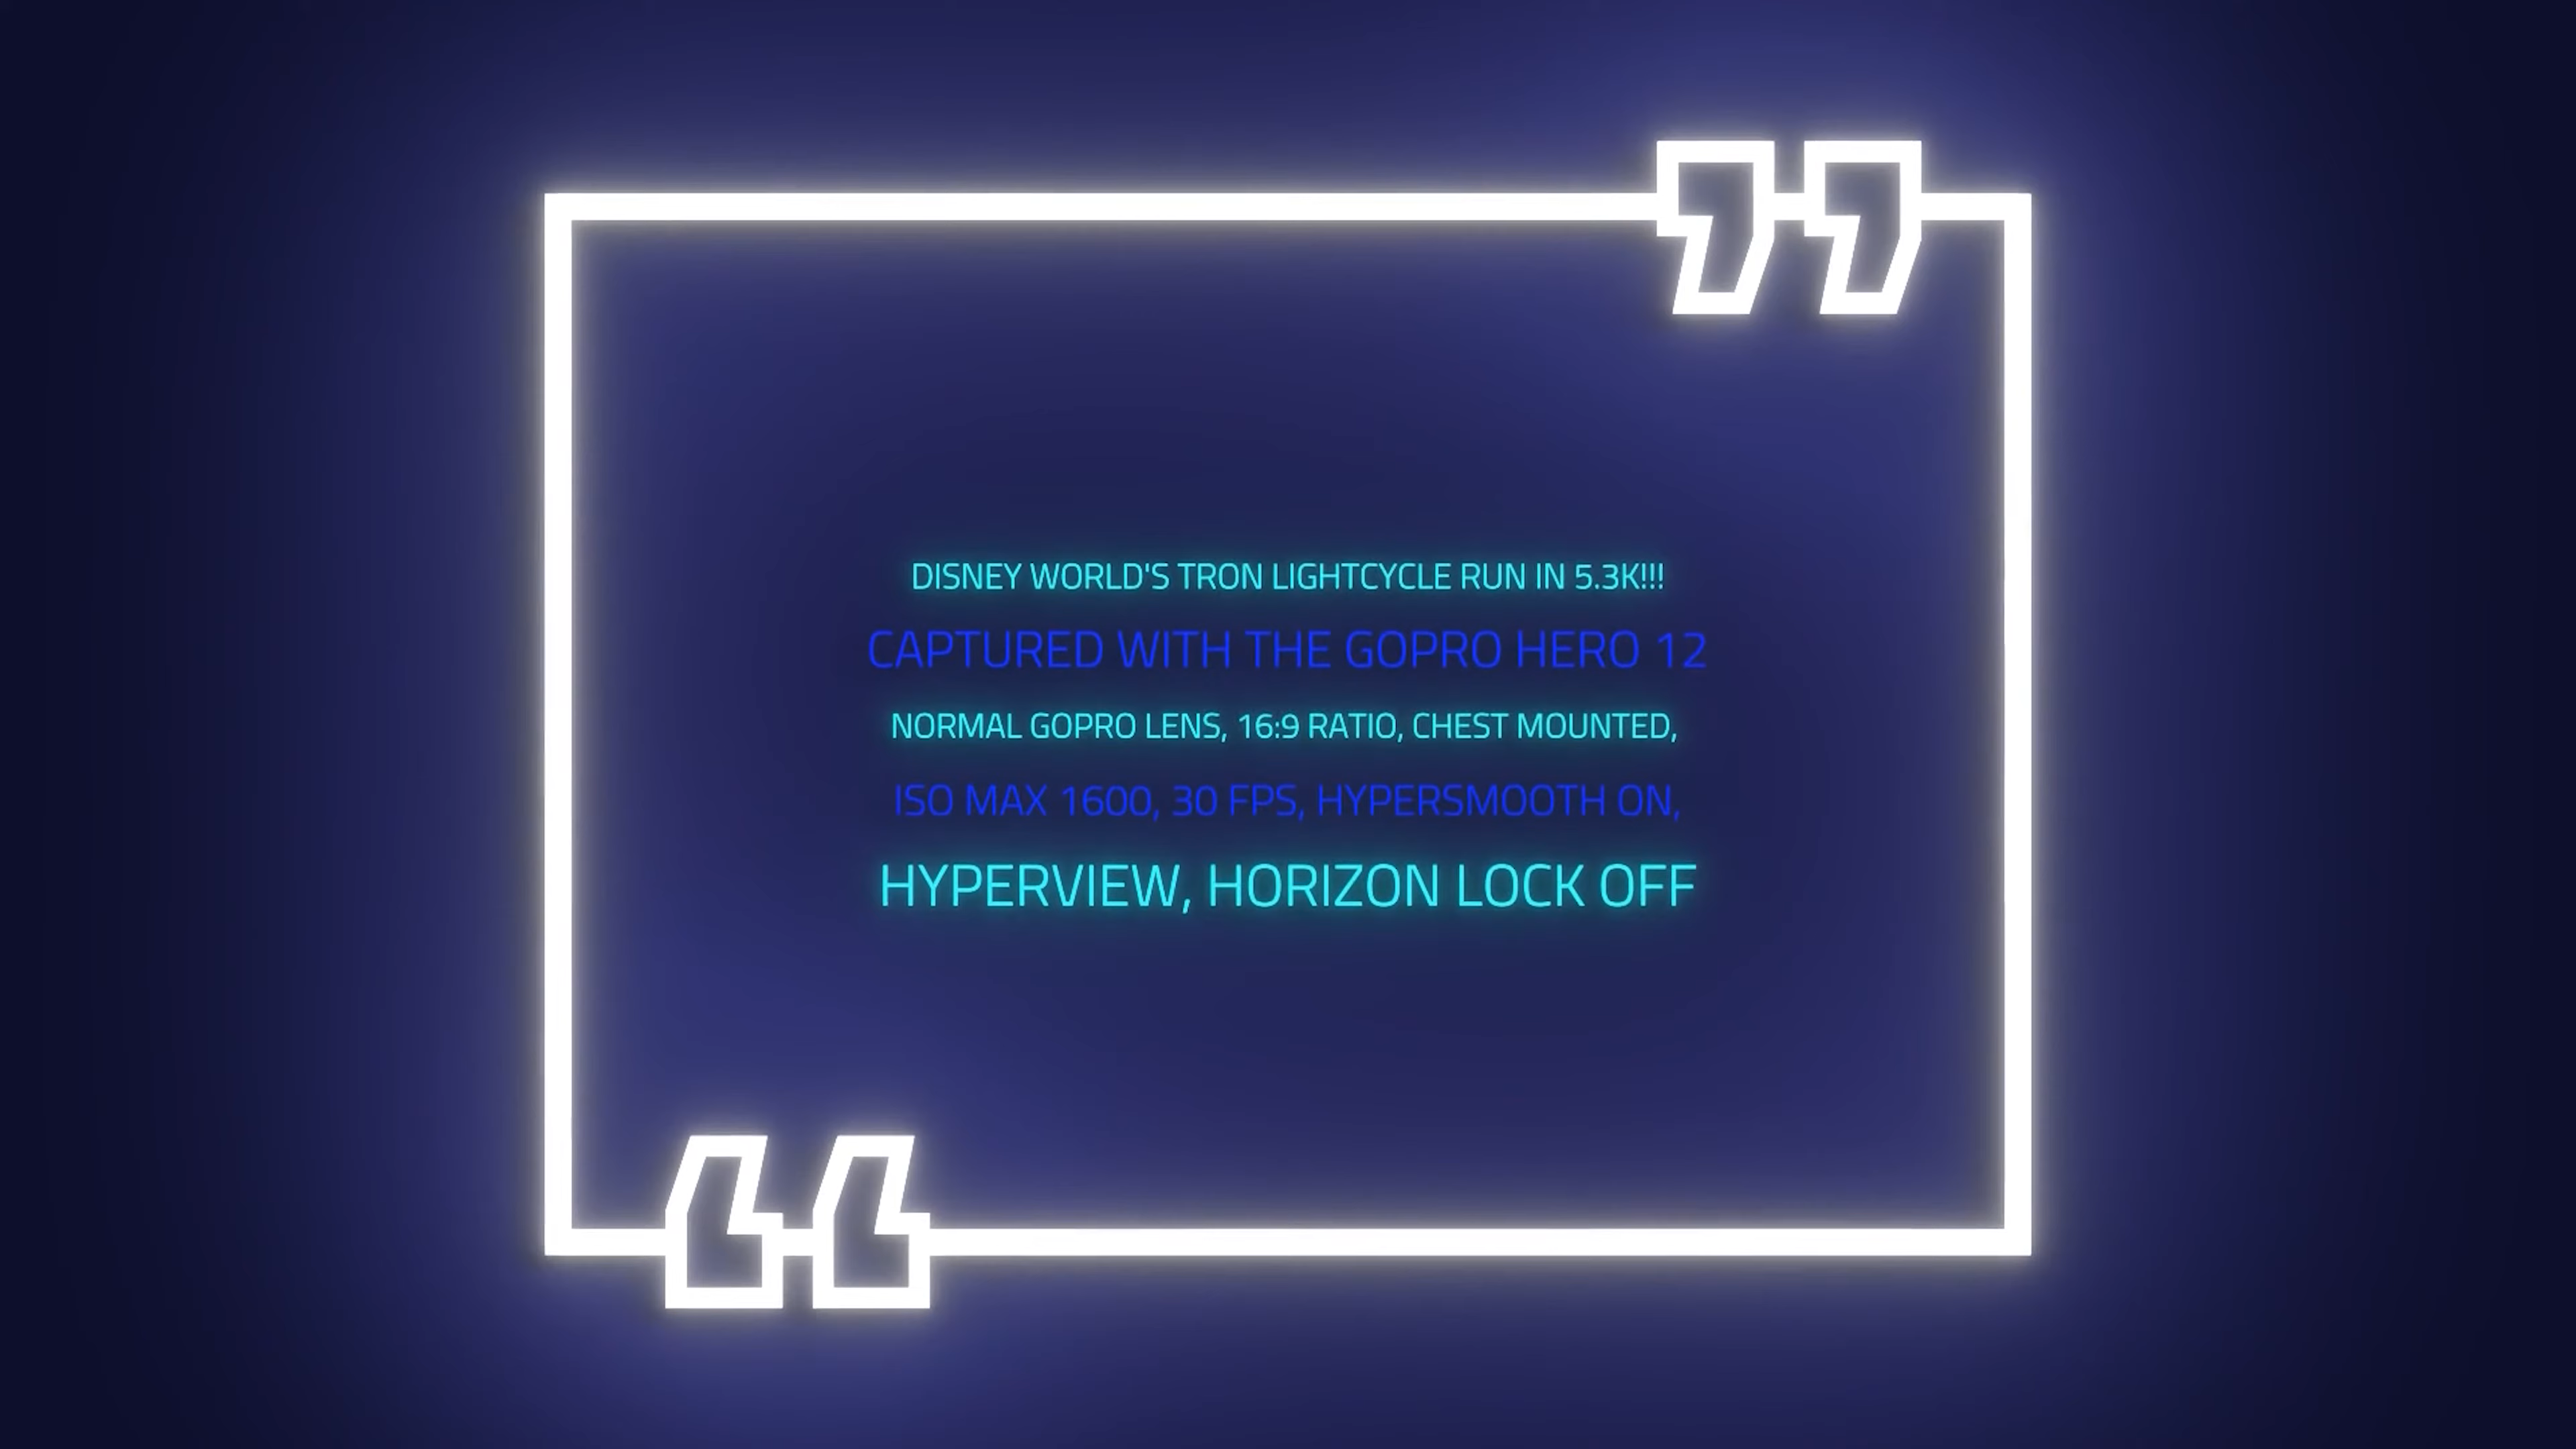 DISNEY WORLD'S TRON LIGHTCYCLE RUN IN 5.3K!!!
CAPTURED WITH THE GOPRO HERO 12
NORMAL GOPRO LENS, 16:9 RATIO, CHEST MOUNTED,
ISO MAX 1600, 30 FPS, HYPERSMOOTH ON,
HYPERVIEW, HORIZON LOCK OFF